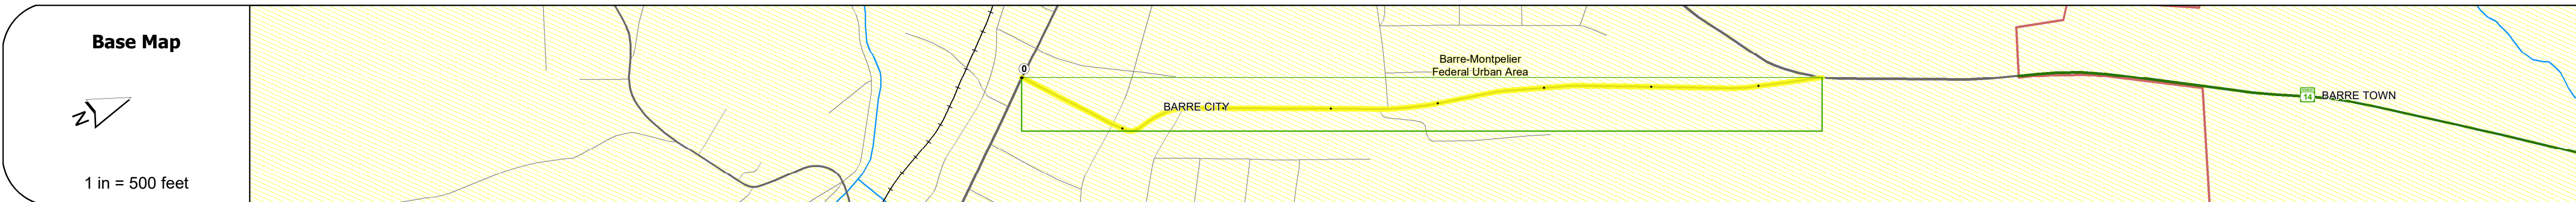 Base Map
N
1 in = 500 feet
0
Barre-Montpelier
Federal Urban Area
BARRE CITY
14
BARRE TOWN